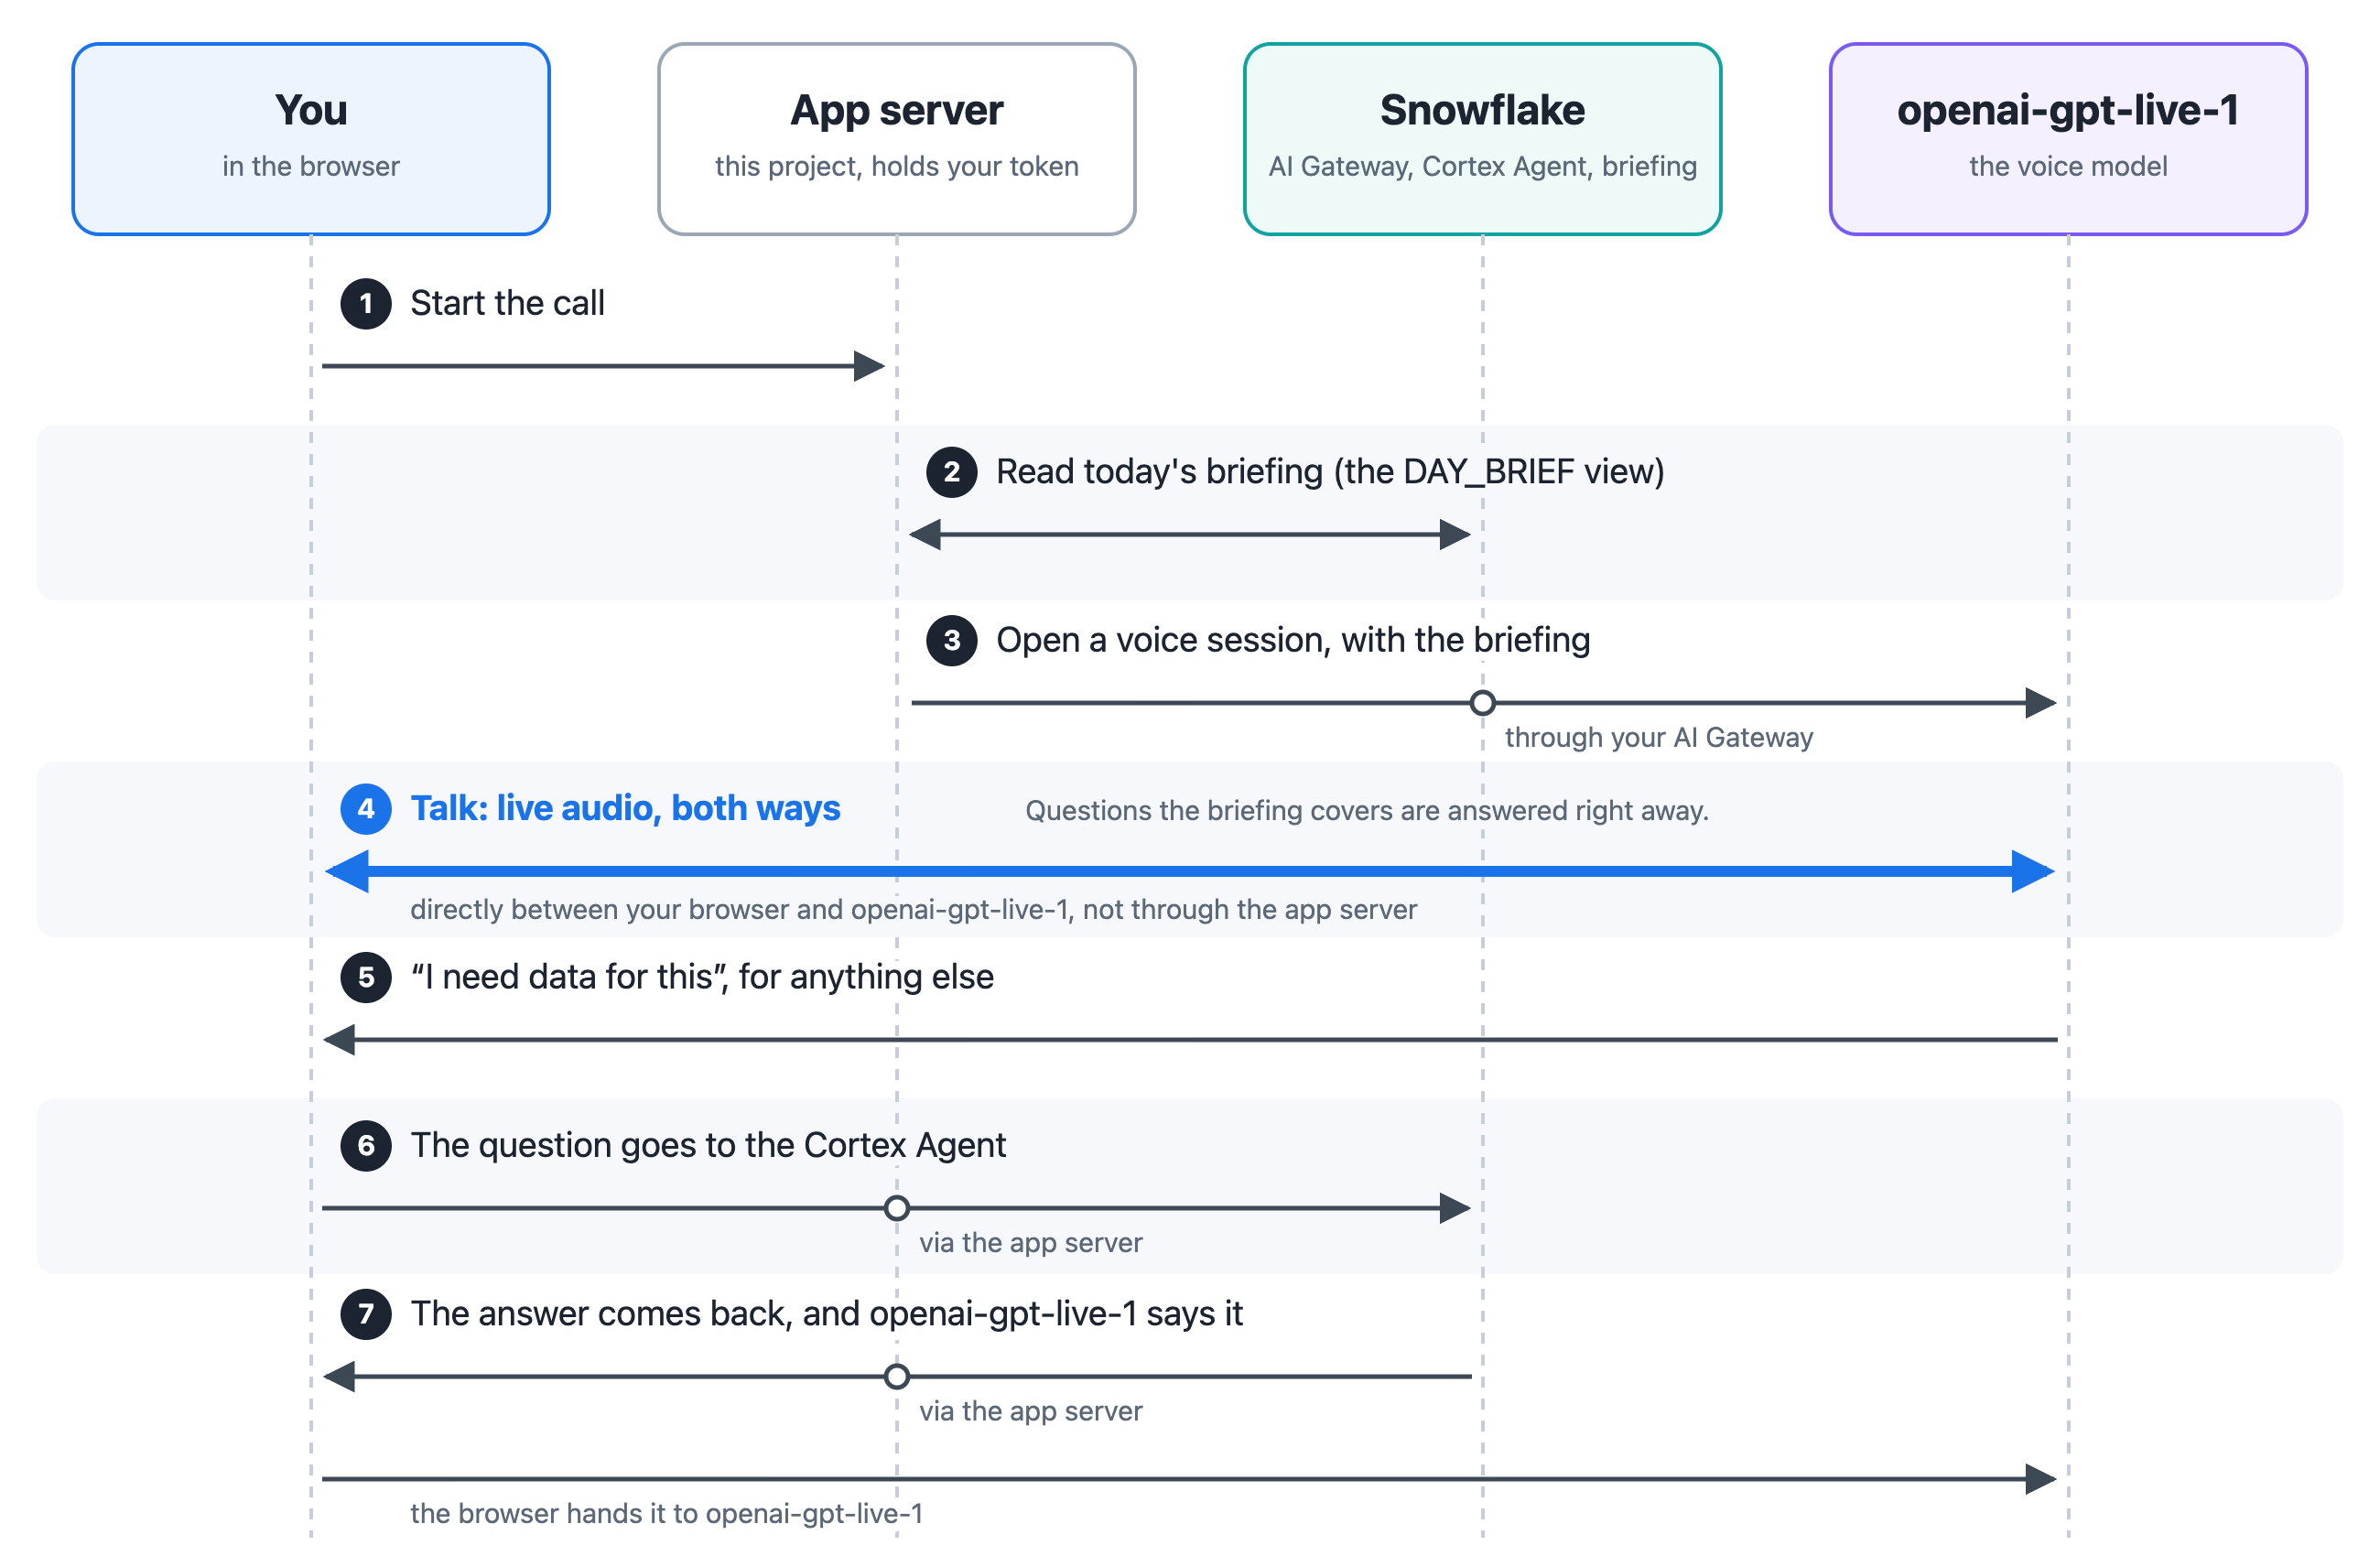 You
in the browser
App server
this project, holds your token
Snowflake
AI Gateway, Cortex Agent, briefing
openai-gpt-live-1
the voice model
1 Start the call
2 Read today's briefing (the DAY_BRIEF view)
3 Open a voice session, with the briefing
through your AI Gateway
4 Talk: live audio, both ways
Questions the briefing covers are answered right away.
directly between your browser and openai-gpt-live-1, not through the app server
5 “I need data for this”, for anything else
6 The question goes to the Cortex Agent
via the app server
7 The answer comes back, and openai-gpt-live-1 says it
via the app server
the browser hands it to openai-gpt-live-1